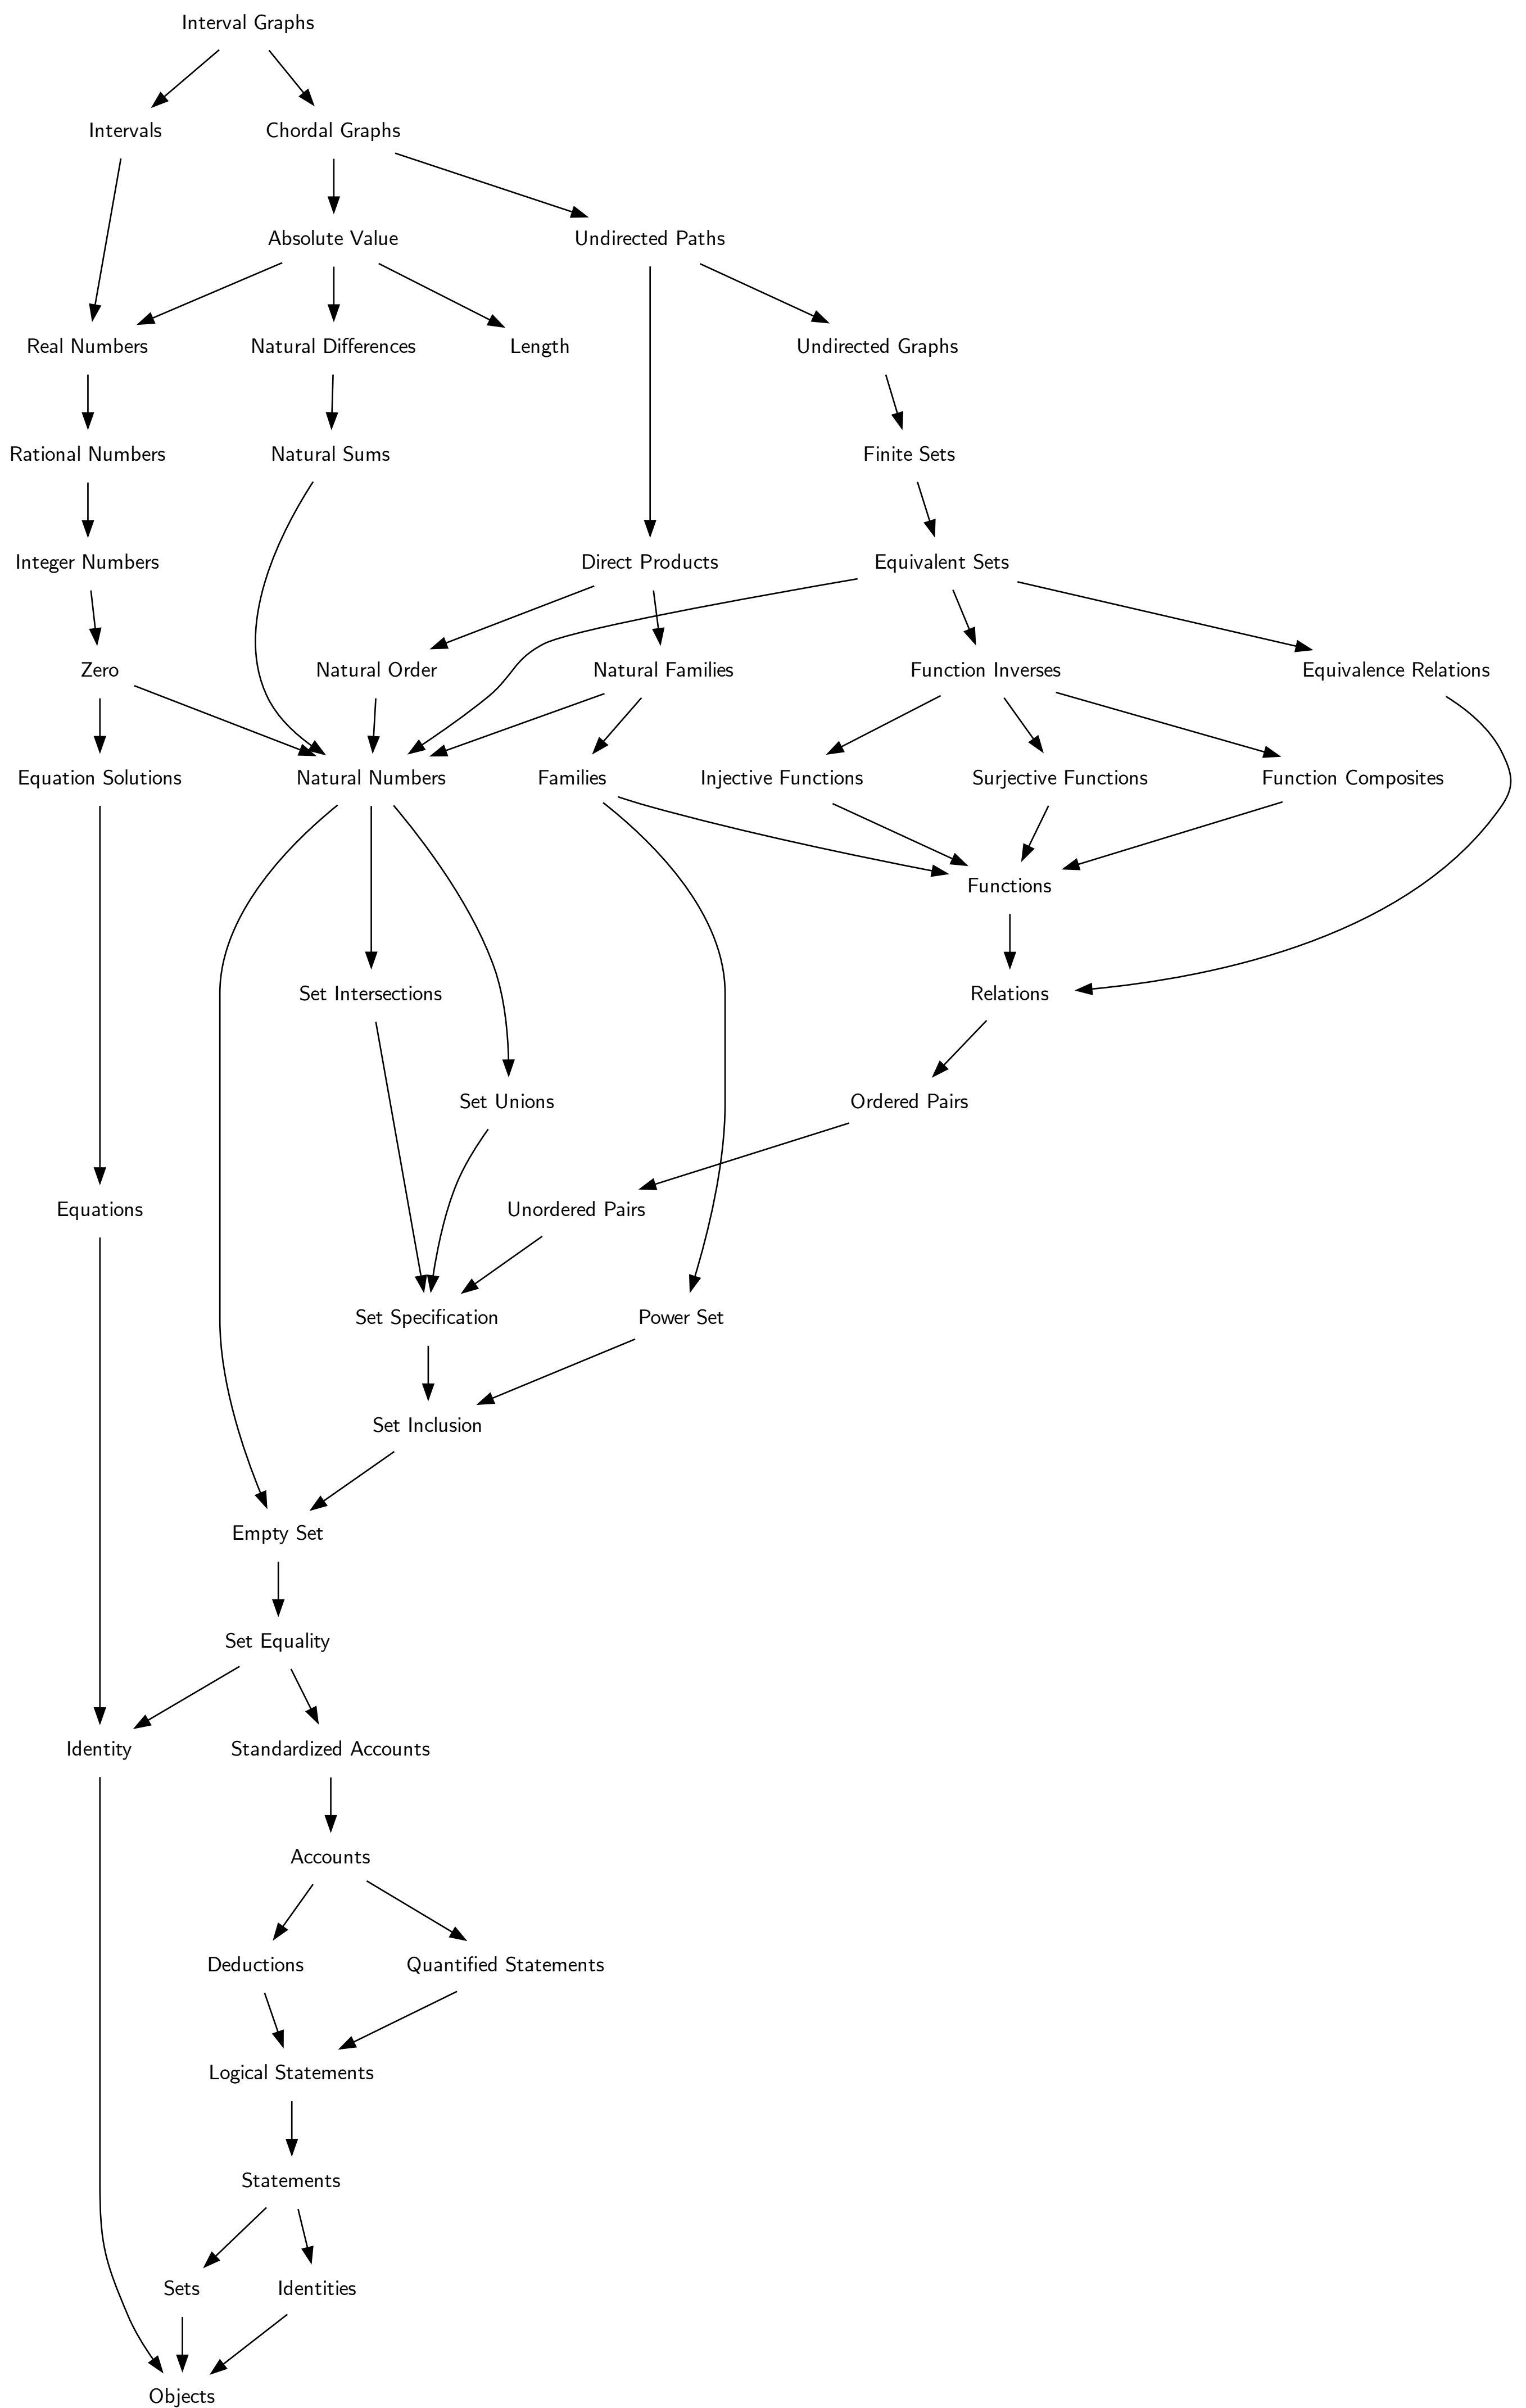 Interval Graphs
Intervals
Chordal Graphs
Absolute Value
Undirected Paths
Real Numbers
Natural Differences
Length
Undirected Graphs
Rational Numbers
Natural Sums
Finite Sets
Integer Numbers
Direct Products
Equivalent Sets
Zero
Natural Order
Natural Families
Function Inverses
Equivalence Relations
Equation Solutions
Natural Numbers
Families
Injective Functions
Surjective Functions
Function Composites
Functions
Set Intersections
Relations
Set Unions
Ordered Pairs
Equations
Unordered Pairs
Set Specification
Power Set
Set Inclusion
Empty Set
Set Equality
Identity
Standardized Accounts
Accounts
Deductions
Quantified Statements
Logical Statements
Statements
Sets
Identities
Objects